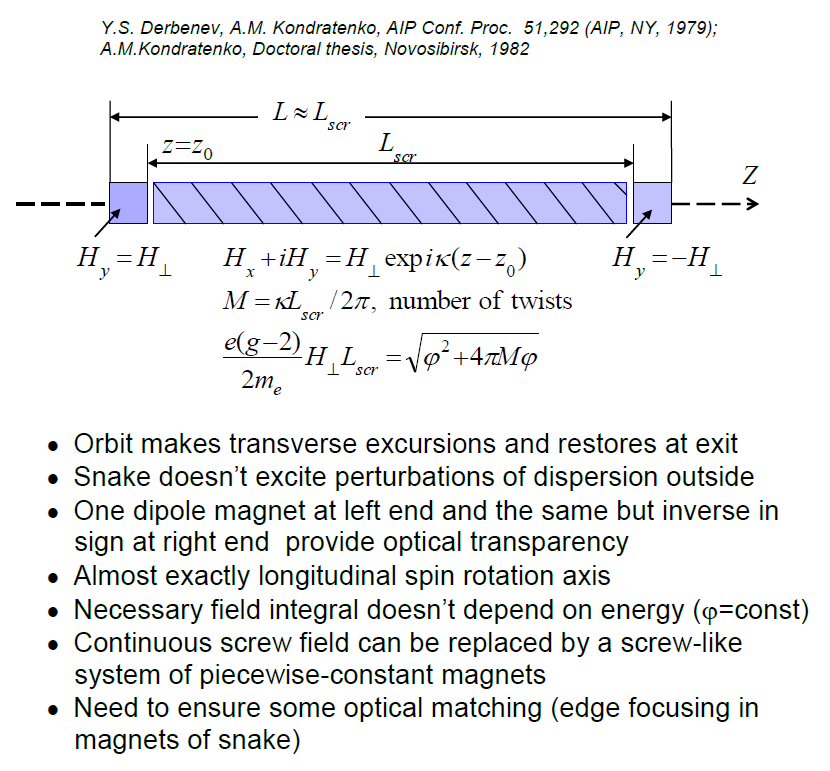 Y.S. Derbenev, A.M. Kondratenko, AIP Conf. Proc. 51,292 (AIP, NY, 1979);
A.M.Kondratenko, Doctoral thesis, Novosibirsk, 1982
L ≈ L_scr
z=z_0
L_scr
Z
H_y = H_⊥
H_x + iH_y = H_⊥ exp iκ(z − z_0)
H_y = −H_⊥
M = κL_scr / 2π, number of twists
e(g−2)/2m_e H_⊥ L_scr = √(φ² + 4πMφ)
• Orbit makes transverse excursions and restores at exit
• Snake doesn’t excite perturbations of dispersion outside
• One dipole magnet at left end and the same but inverse in
sign at right end provide optical transparency
• Almost exactly longitudinal spin rotation axis
• Necessary field integral doesn’t depend on energy (φ=const)
• Continuous screw field can be replaced by a screw-like
system of piecewise-constant magnets
• Need to ensure some optical matching (edge focusing in
magnets of snake)